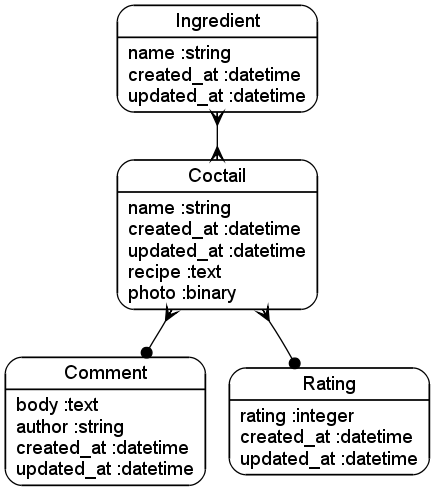 Ingredient
name :string
created_at :datetime
updated_at :datetime
Coctail
name :string
created_at :datetime
updated_at :datetime
recipe :text
photo :binary
Comment
body :text
author :string
created_at :datetime
updated_at :datetime
Rating
rating :integer
created_at :datetime
updated_at :datetime